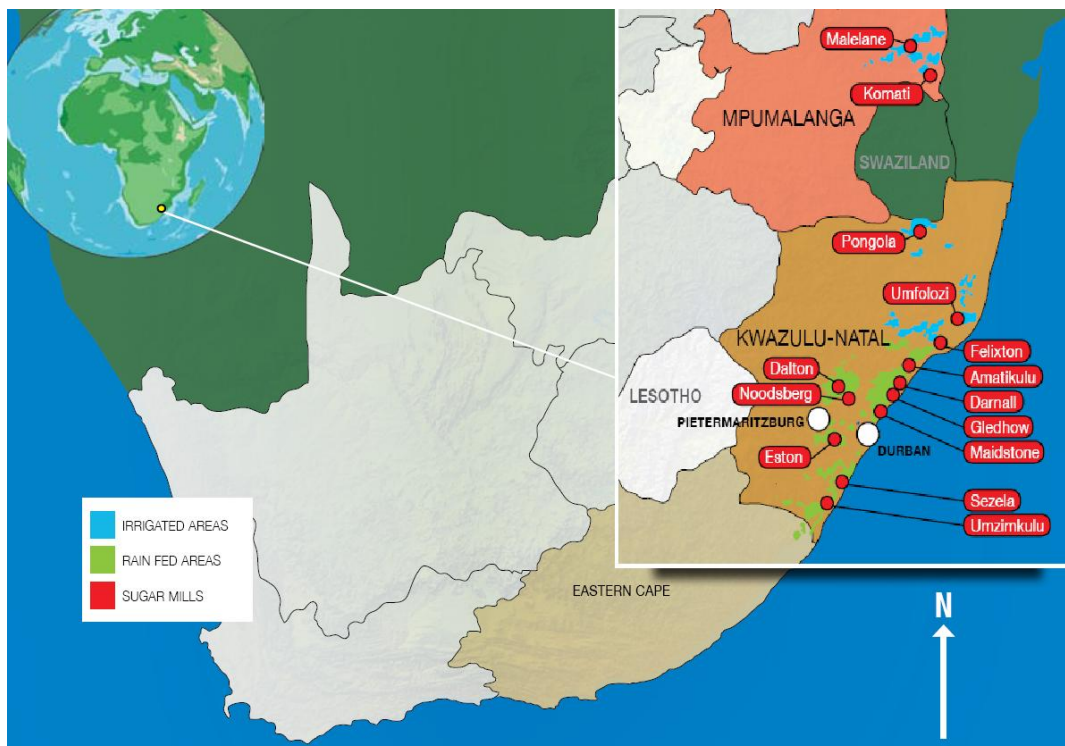 Malelane
Komati
MPUMALANGA
SWAZILAND
Pongola
Umfolozi
KWAZULU-NATAL
Felixton
Dalton
Amatikulu
LESOTHO
Noodsberg
Darnall
PIETERMARITZBURG
Gledhow
Eston
DURBAN
Maidstone
Sezela
Umzimkulu
IRRIGATED AREAS
RAIN FED AREAS
SUGAR MILLS
EASTERN CAPE
N